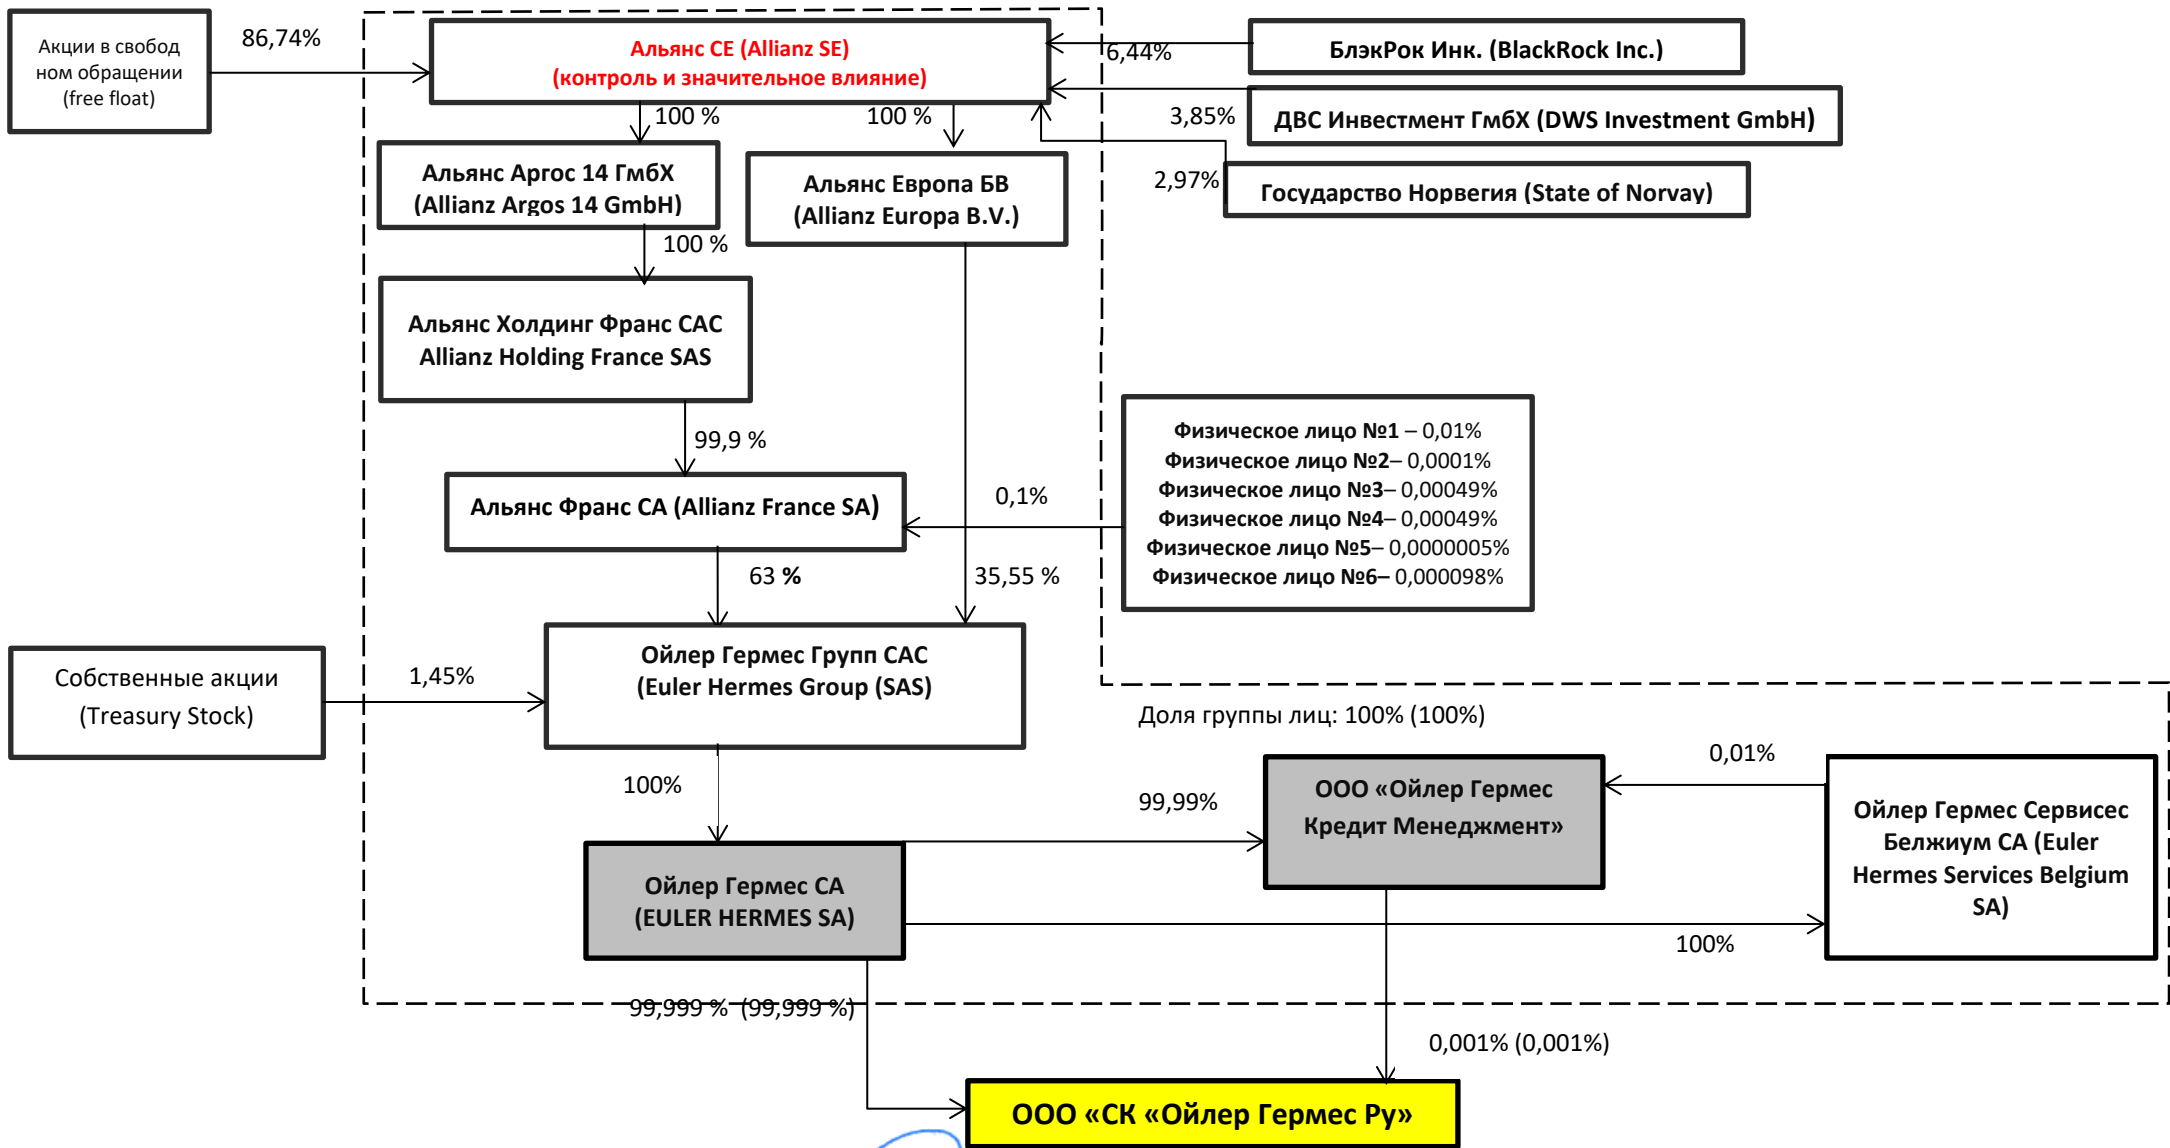 Акции в свобод
ном обращении
(free float)
86,74%
Альянс СЕ (Allianz SE)
(контроль и значительное влияние)
6,44%
БлэкРок Инк. (BlackRock Inc.)
3,85%
ДВС Инвестмент ГмбХ (DWS Investment GmbH)
2,97%
Государство Норвегия (State of Norvay)
100 %
100 %
Альянс Аргос 14 ГмбХ
(Allianz Argos 14 GmbH)
Альянс Европа БВ
(Allianz Europa B.V.)
100 %
Альянс Холдинг Франс САС
Allianz Holding France SAS
99,9 %
Альянс Франс СА (Allianz France SA)
0,1%
Физическое лицо №1 – 0,01%
Физическое лицо №2– 0,0001%
Физическое лицо №3– 0,00049%
Физическое лицо №4– 0,00049%
Физическое лицо №5– 0,0000005%
Физическое лицо №6– 0,000098%
63 %
35,55 %
Собственные акции
(Treasury Stock)
1,45%
Ойлер Гермес Групп САС
(Euler Hermes Group (SAS)
Доля группы лиц: 100% (100%)
100%
99,99%
ООО «Ойлер Гермес
Кредит Менеджмент»
0,01%
Ойлер Гермес Сервисес
Белжиум СА (Euler
Hermes Services Belgium
SA)
Ойлер Гермес СА
(EULER HERMES SA)
100%
99,999 % (99,999 %)
0,001% (0,001%)
ООО «СК «Ойлер Гермес Ру»